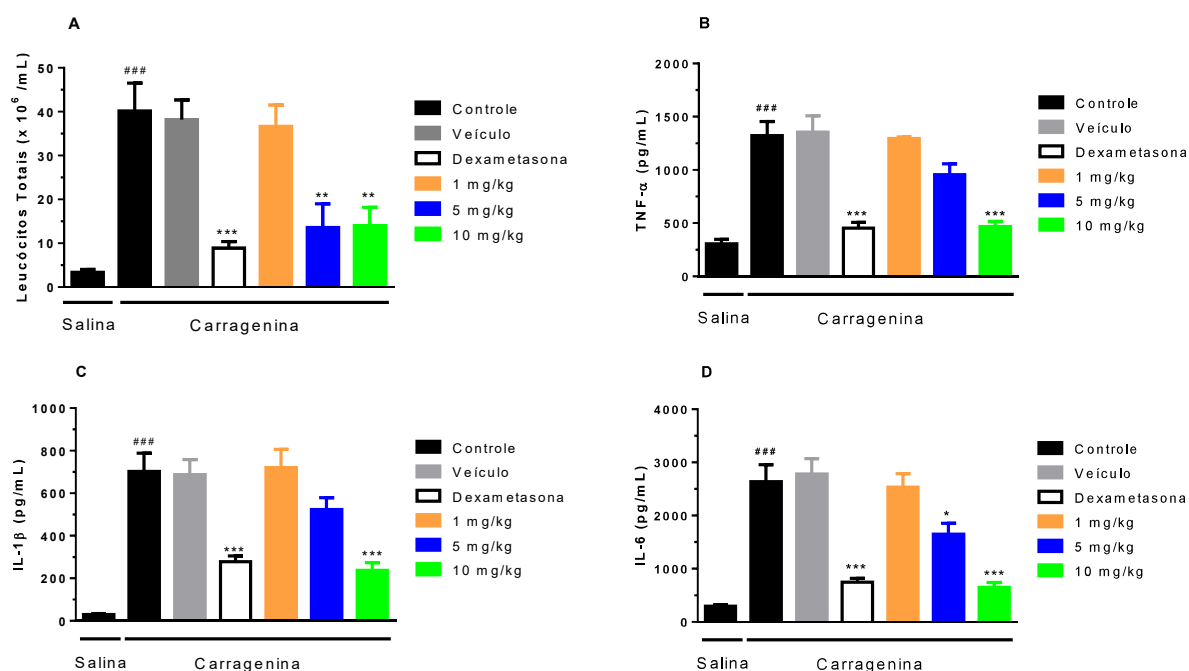 A
Leucócitos Totais (x 10⁶ /mL)
50
40
30
20
10
0
###
***
**
**
Salina
Carragenina
Controle
Veículo
Dexametasona
1 mg/kg
5 mg/kg
10 mg/kg
B
TNF-α (pg/mL)
2000
1500
1000
500
0
###
***
***
Salina
Carragenina
Controle
Veículo
Dexametasona
1 mg/kg
5 mg/kg
10 mg/kg
C
IL-1β (pg/mL)
1000
800
600
400
200
0
###
***
***
Salina
Carragenina
Controle
Veículo
Dexametasona
1 mg/kg
5 mg/kg
10 mg/kg
D
IL-6 (pg/mL)
4000
3000
2000
1000
0
###
***
*
***
Salina
Carragenina
Controle
Veículo
Dexametasona
1 mg/kg
5 mg/kg
10 mg/kg